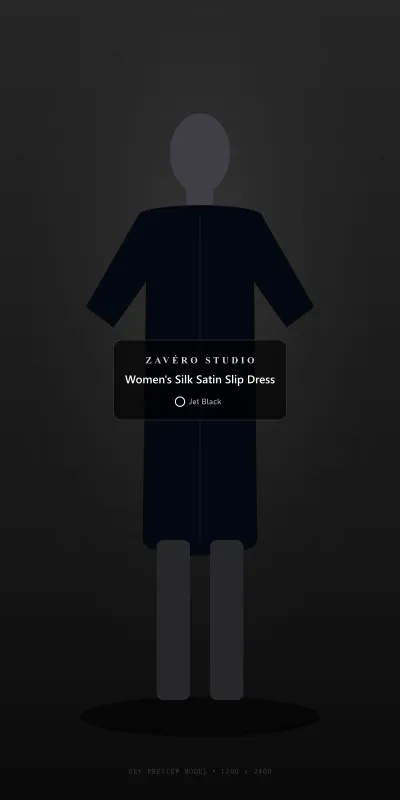 ZAVÉRO STUDIO
Women's Silk Satin Slip Dress
Jet Black
DEV PREVIEW MODEL • 1200 x 2400